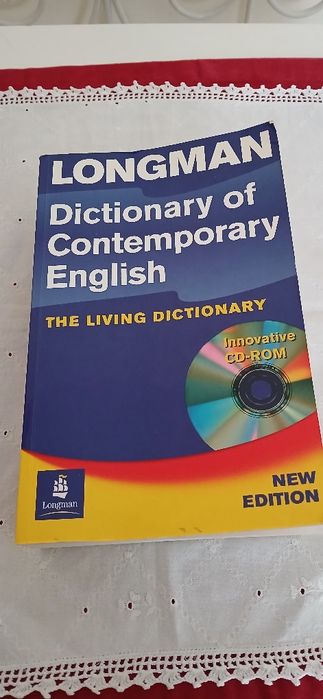 LONGMAN
Dictionary of
Contemporary
English
THE LIVING DICTIONARY
Innovative
CD-ROM
NEW
EDITION
Longman